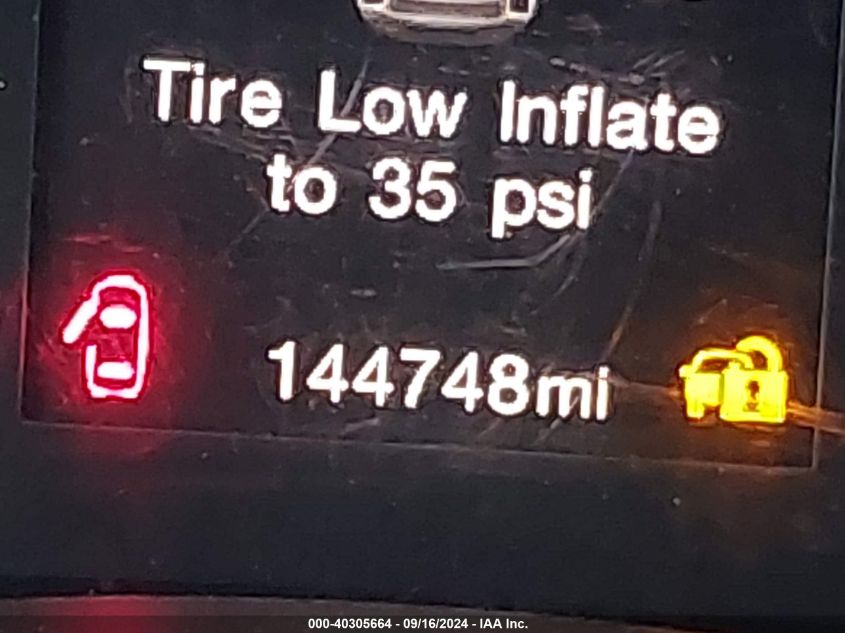 Tire Low Inflate
to 35 psi
144748mi
000-40305664 - 09/16/2024 - IAA Inc.